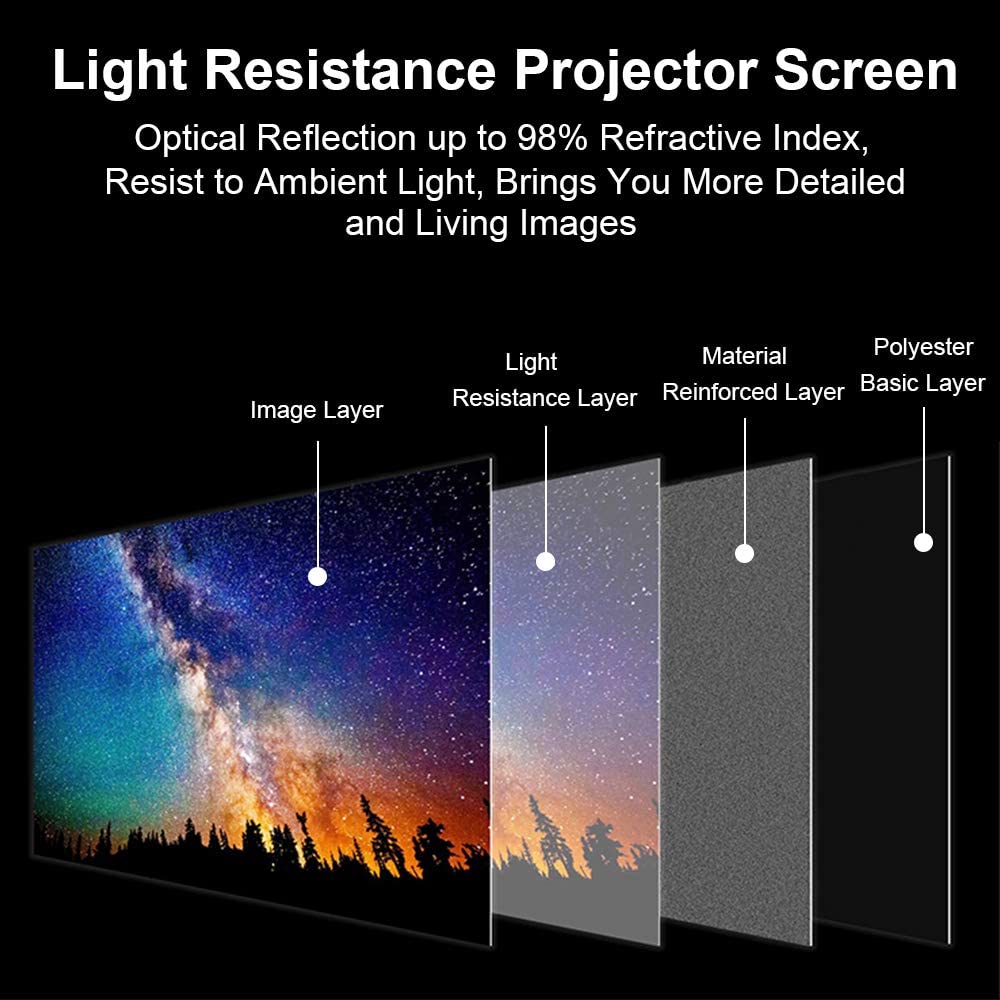 Light Resistance Projector Screen
Optical Reflection up to 98% Refractive Index,
Resist to Ambient Light, Brings You More Detailed
and Living Images
Image Layer
Light
Resistance Layer
Material
Reinforced Layer
Polyester
Basic Layer